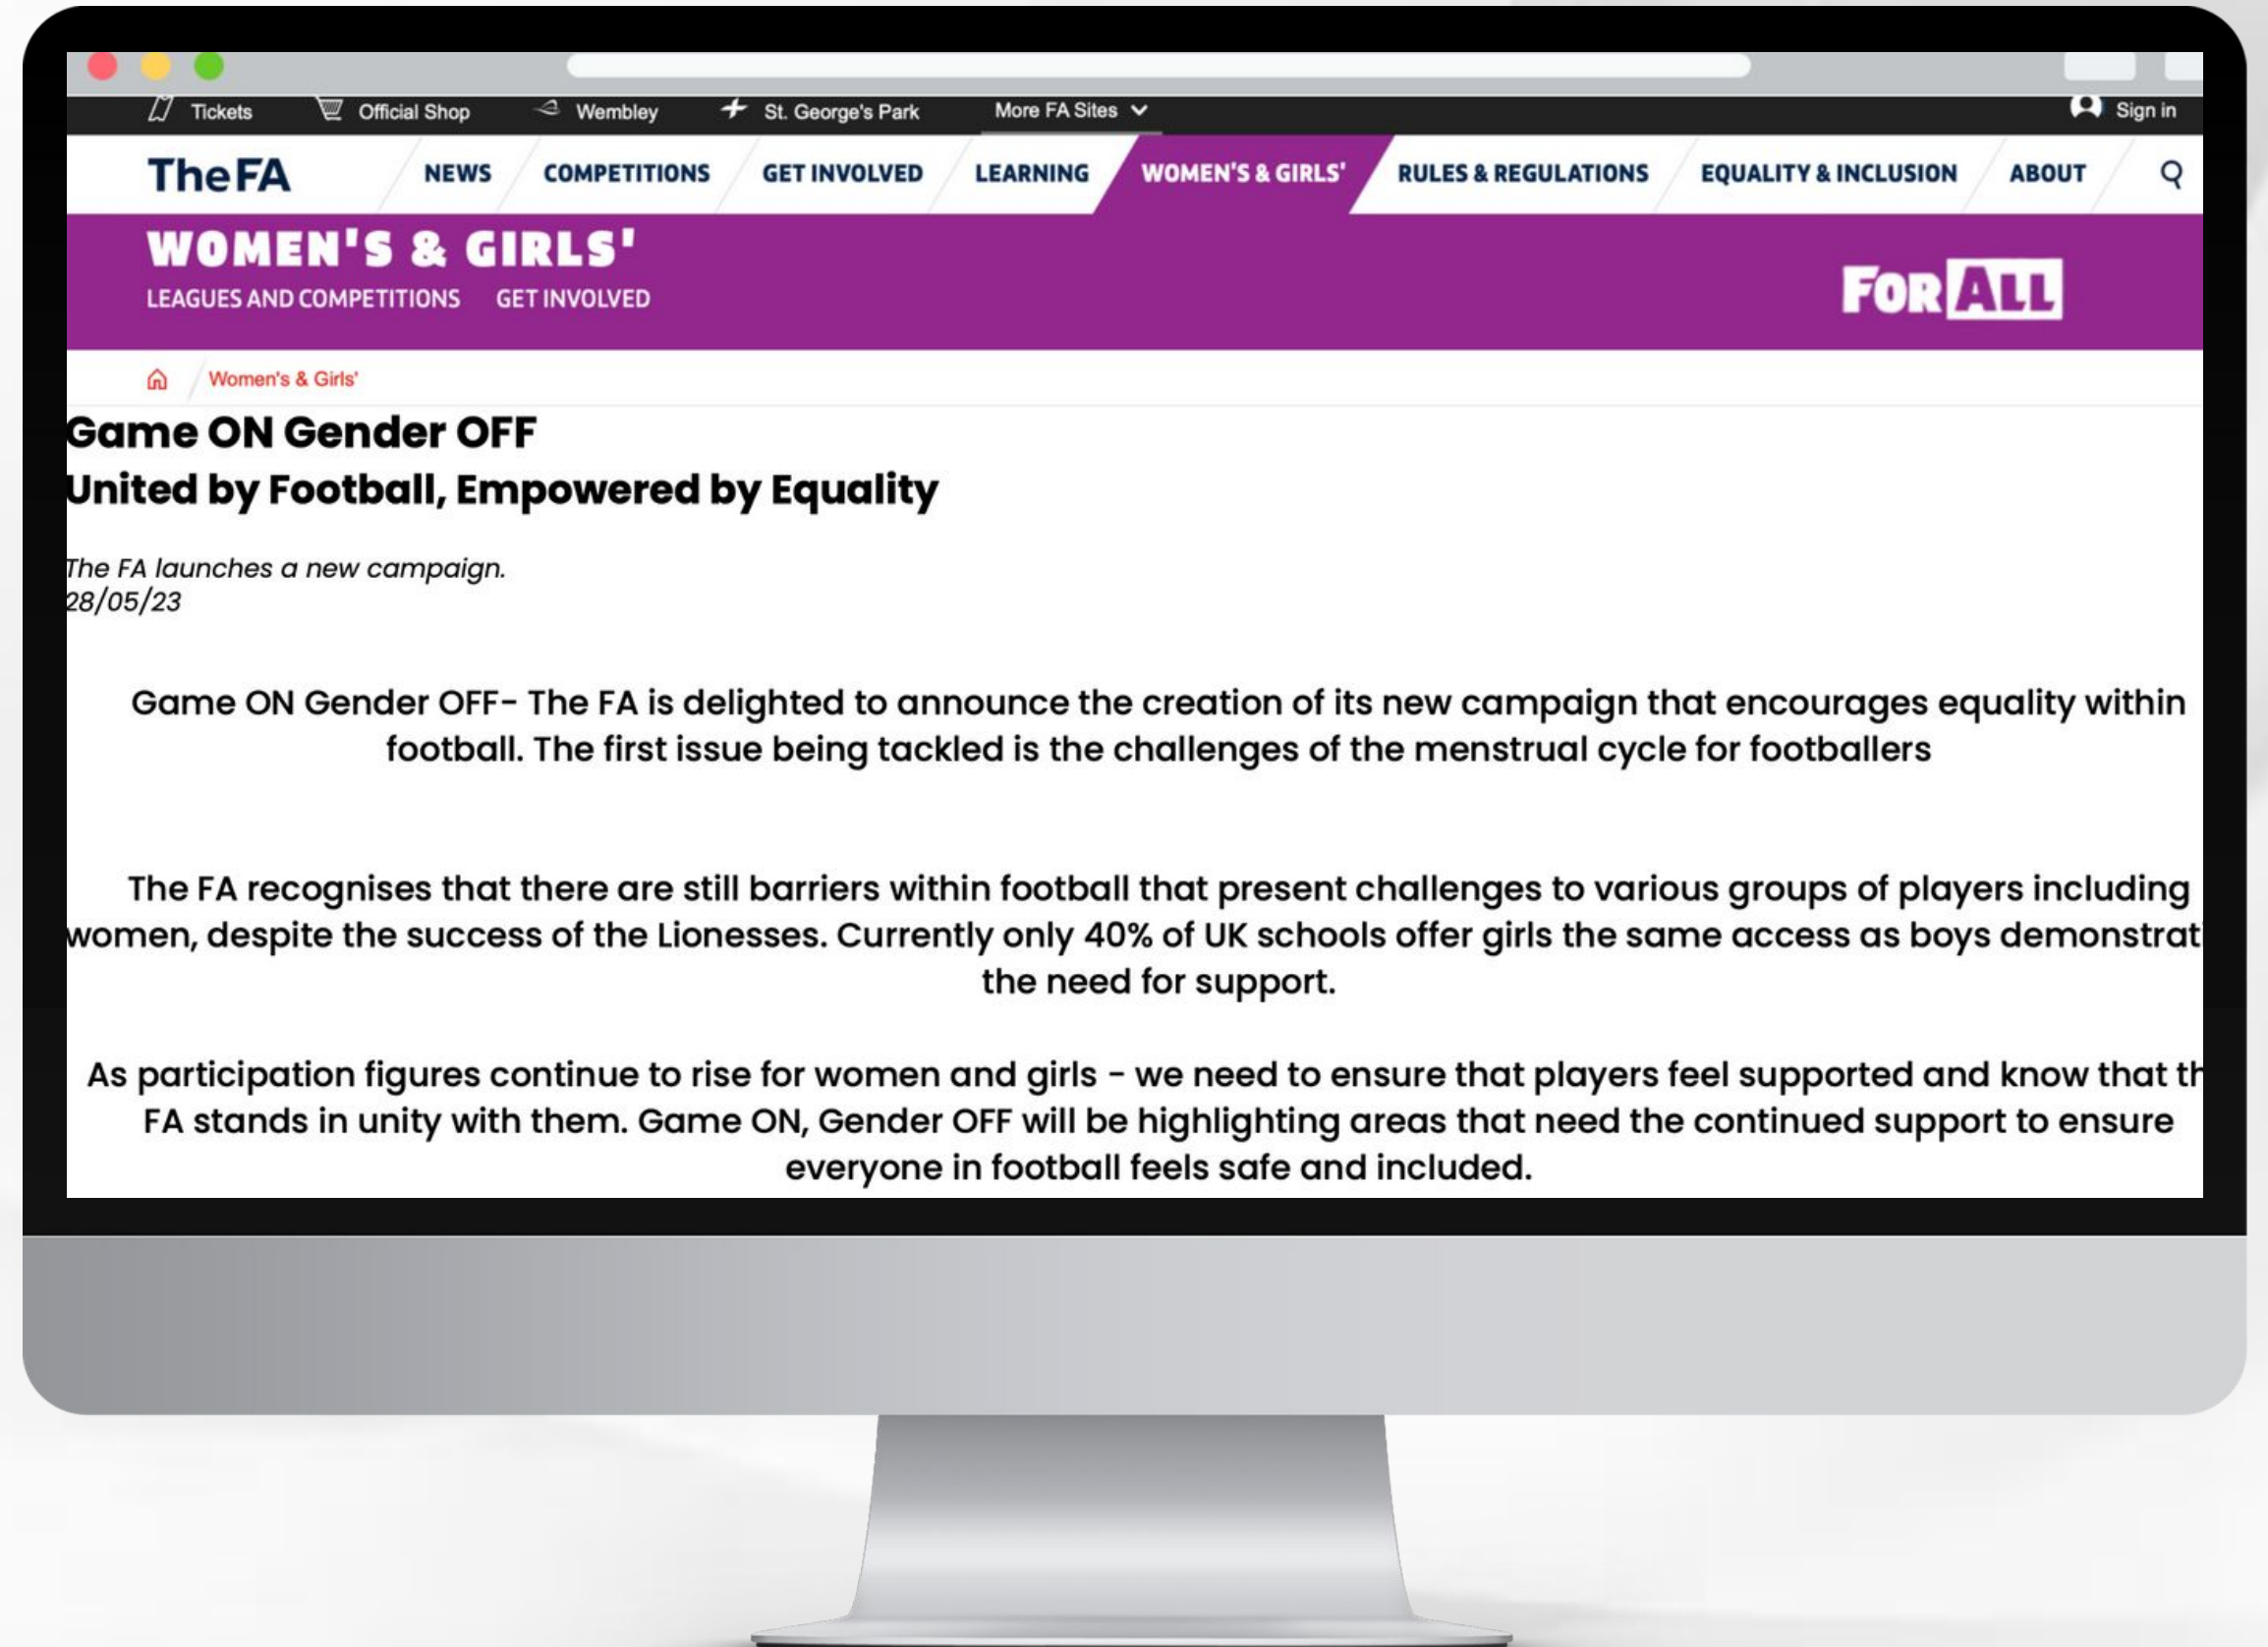 Tickets Official Shop Wembley St. George's Park More FA Sites Sign in
TheFA NEWS COMPETITIONS GET INVOLVED LEARNING WOMEN'S & GIRLS' RULES & REGULATIONS EQUALITY & INCLUSION ABOUT
WOMEN'S & GIRLS'
LEAGUES AND COMPETITIONS GET INVOLVED
FOR ALL
Women's & Girls'
Game ON Gender OFF
United by Football, Empowered by Equality
The FA launches a new campaign.
28/05/23
Game ON Gender OFF- The FA is delighted to announce the creation of its new campaign that encourages equality within
football. The first issue being tackled is the challenges of the menstrual cycle for footballers
The FA recognises that there are still barriers within football that present challenges to various groups of players including
women, despite the success of the Lionesses. Currently only 40% of UK schools offer girls the same access as boys demonstrat
the need for support.
As participation figures continue to rise for women and girls - we need to ensure that players feel supported and know that th
FA stands in unity with them. Game ON, Gender OFF will be highlighting areas that need the continued support to ensure
everyone in football feels safe and included.